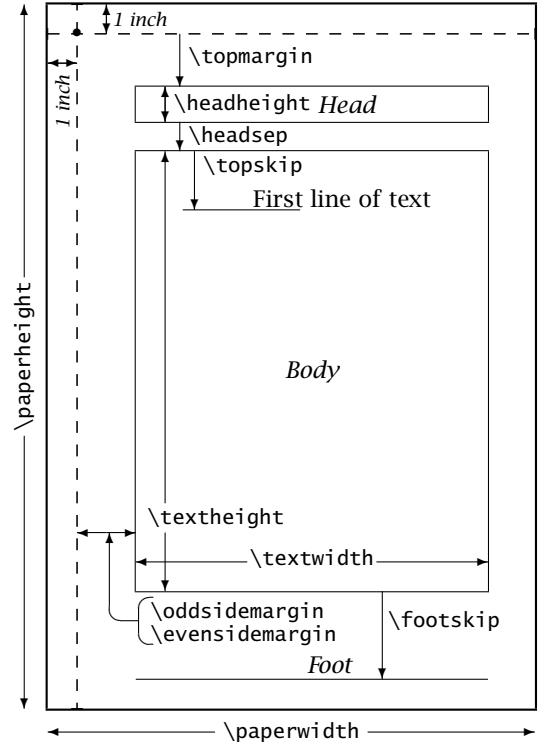 1 inch
\topmargin
1 inch
\headheight Head
\headsep
\topskip
First line of text
\paperheight
Body
\textheight
\textwidth
\oddsidemargin
\evensidemargin
\footskip
Foot
\paperwidth